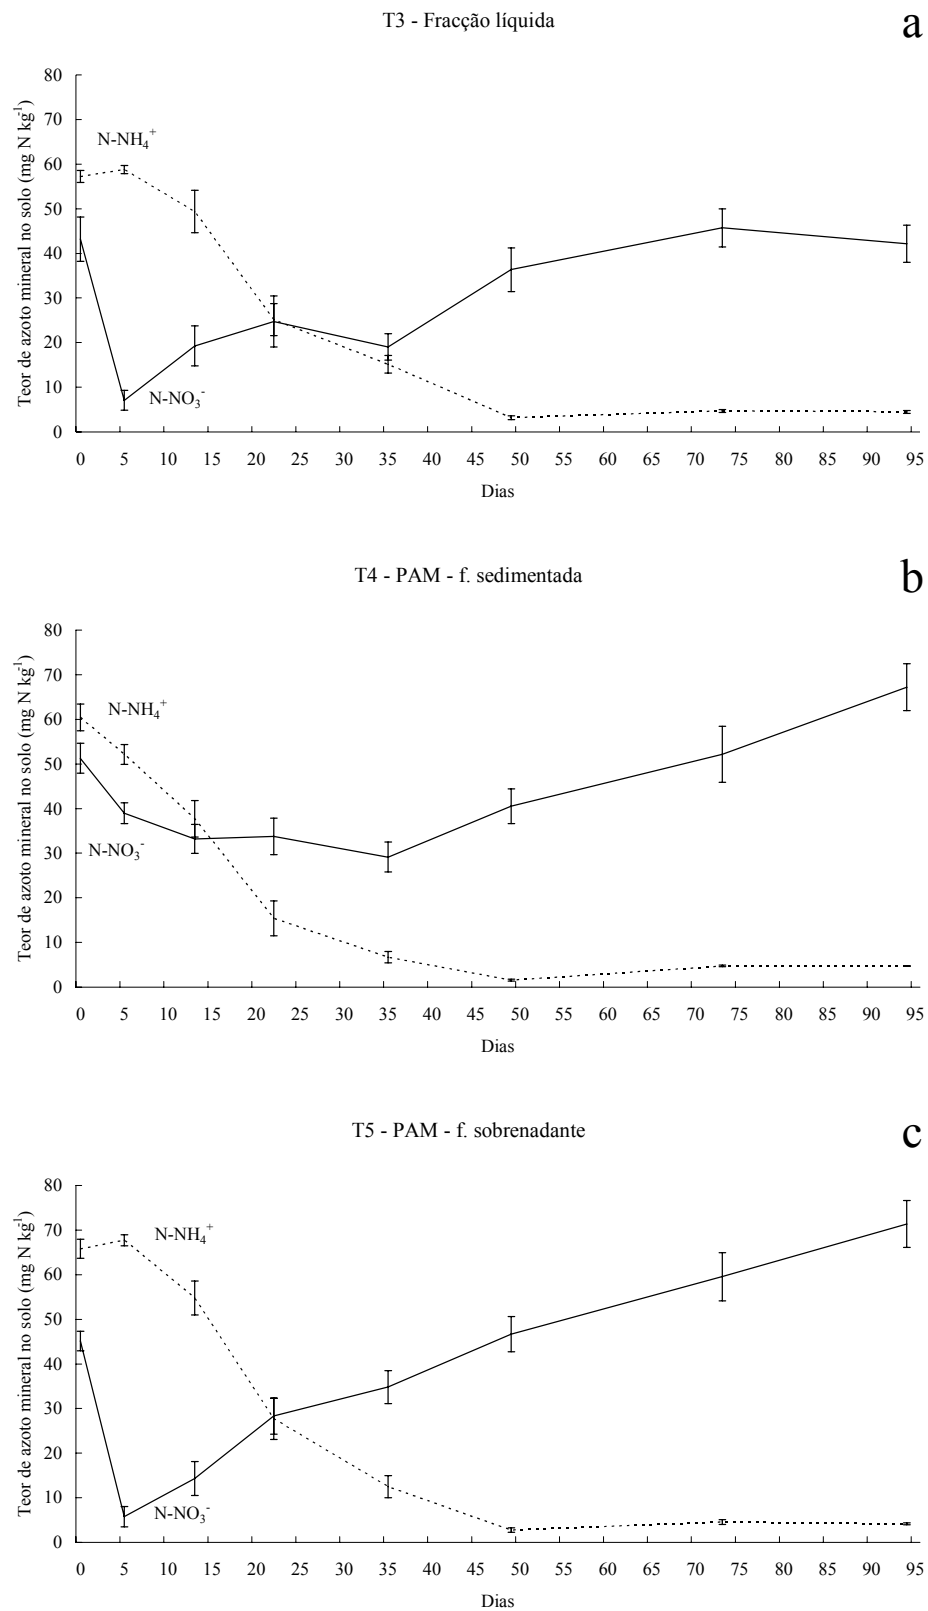 T3 - Fracção líquida
a
Teor de azoto mineral no solo (mg N kg⁻¹)
80
70
60
50
40
30
20
10
0
N-NH₄⁺
N-NO₃⁻
0 5 10 15 20 25 30 35 40 45 50 55 60 65 70 75 80 85 90 95
Dias
T4 - PAM - f. sedimentada
b
Teor de azoto mineral no solo (mg N kg⁻¹)
80
70
60
50
40
30
20
10
0
N-NH₄⁺
N-NO₃⁻
0 5 10 15 20 25 30 35 40 45 50 55 60 65 70 75 80 85 90 95
Dias
T5 - PAM - f. sobrenadante
c
Teor de azoto mineral no solo (mg N kg⁻¹)
80
70
60
50
40
30
20
10
0
N-NH₄⁺
N-NO₃⁻
0 5 10 15 20 25 30 35 40 45 50 55 60 65 70 75 80 85 90 95
Dias